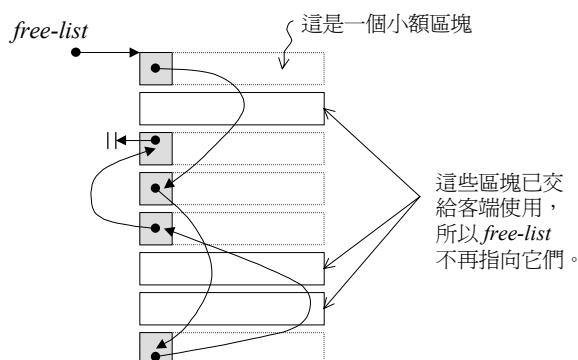 free-list
這是一個小額區塊
這些區塊已交
給客端使用，
所以 free-list
不再指向它們。